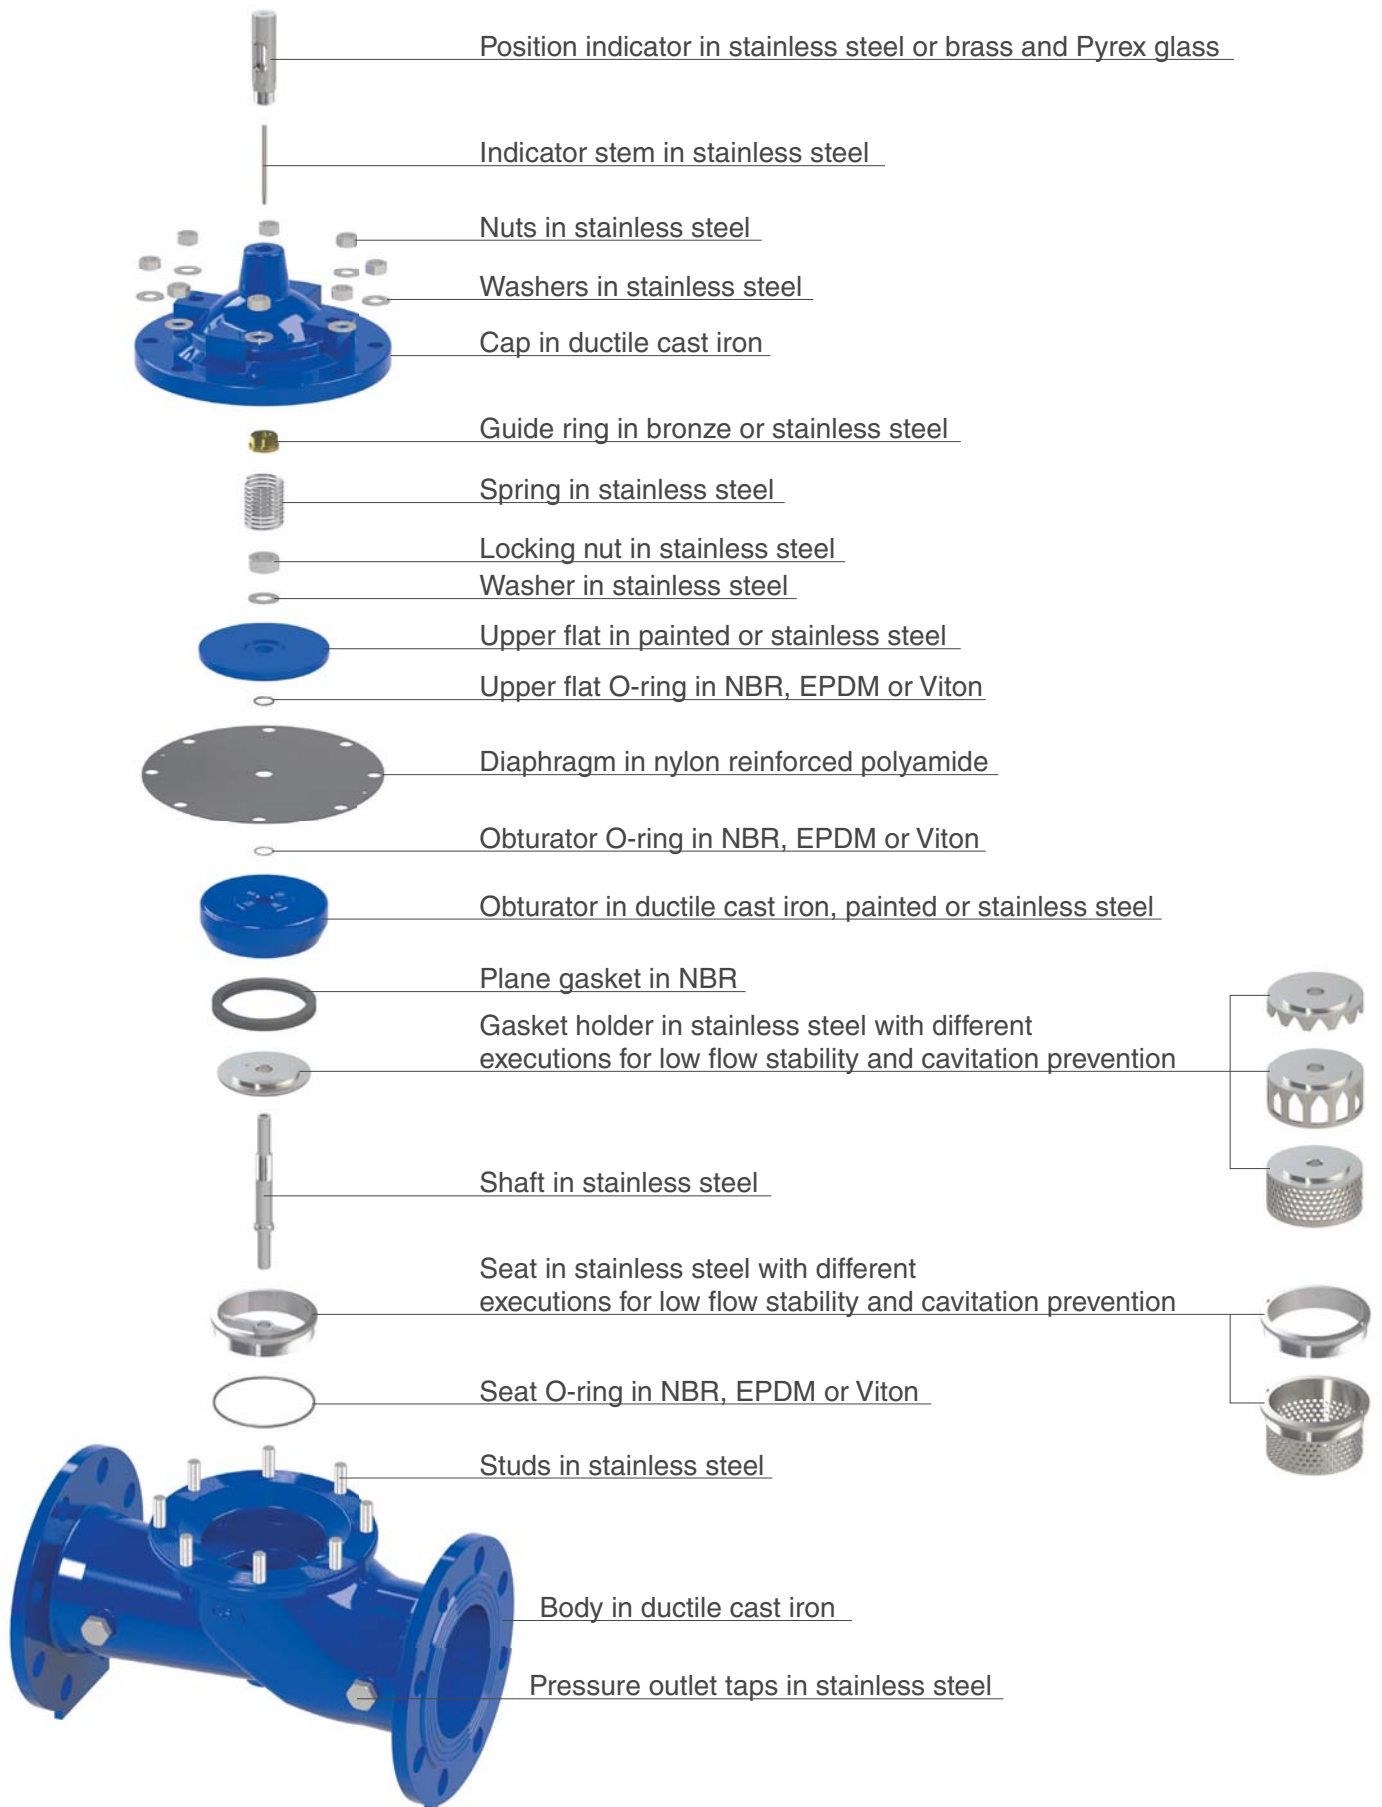 Position indicator in stainless steel or brass and Pyrex glass
Indicator stem in stainless steel
Nuts in stainless steel
Washers in stainless steel
Cap in ductile cast iron
Guide ring in bronze or stainless steel
Spring in stainless steel
Locking nut in stainless steel
Washer in stainless steel
Upper flat in painted or stainless steel
Upper flat O-ring in NBR, EPDM or Viton
Diaphragm in nylon reinforced polyamide
Obturator O-ring in NBR, EPDM or Viton
Obturator in ductile cast iron, painted or stainless steel
Plane gasket in NBR
Gasket holder in stainless steel with different
executions for low flow stability and cavitation prevention
Shaft in stainless steel
Seat in stainless steel with different
executions for low flow stability and cavitation prevention
Seat O-ring in NBR, EPDM or Viton
Studs in stainless steel
Body in ductile cast iron
Pressure outlet taps in stainless steel